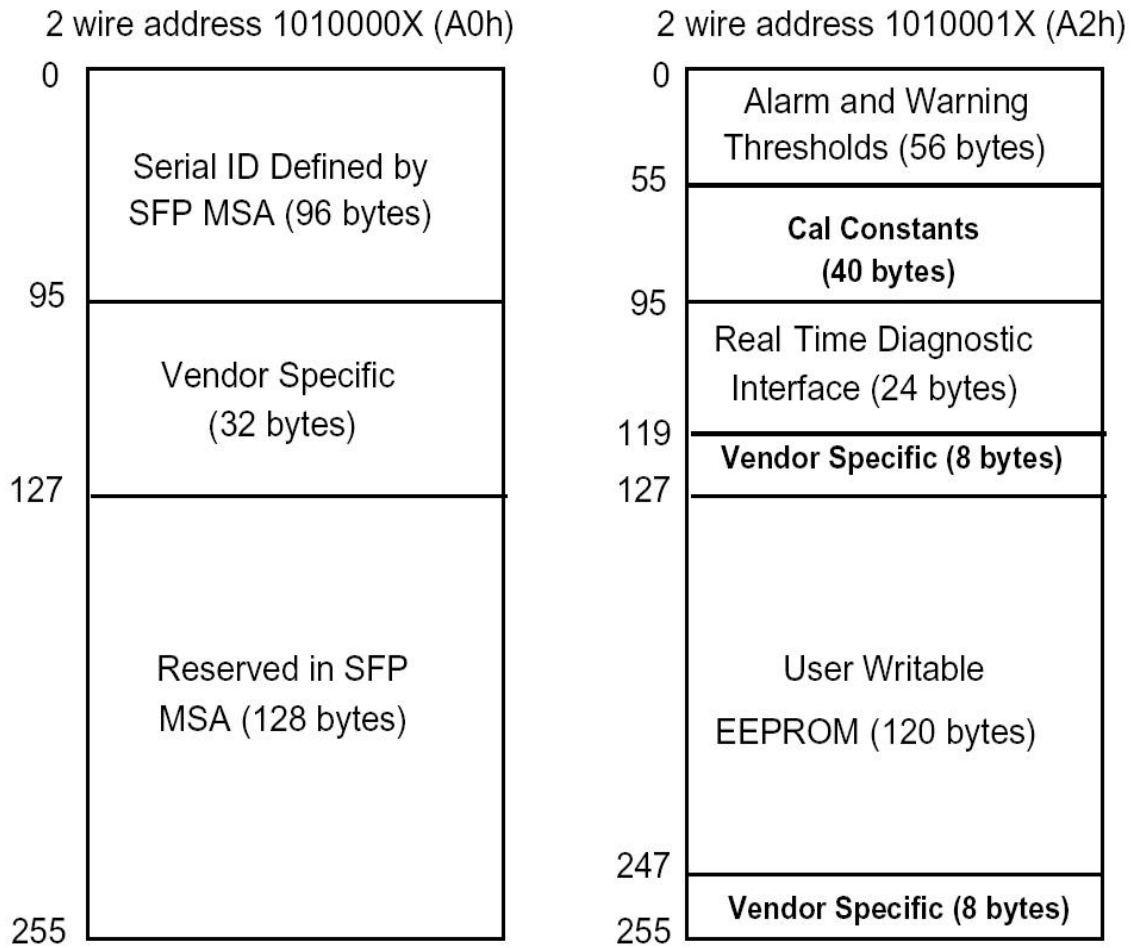 2 wire address 1010000X (A0h)
0
Serial ID Defined by
SFP MSA (96 bytes)
95
Vendor Specific
(32 bytes)
127
Reserved in SFP
MSA (128 bytes)
255
2 wire address 1010001X (A2h)
0
Alarm and Warning
Thresholds (56 bytes)
55
Cal Constants
(40 bytes)
95
Real Time Diagnostic
Interface (24 bytes)
119
Vendor Specific (8 bytes)
127
User Writable
EEPROM (120 bytes)
247
Vendor Specific (8 bytes)
255